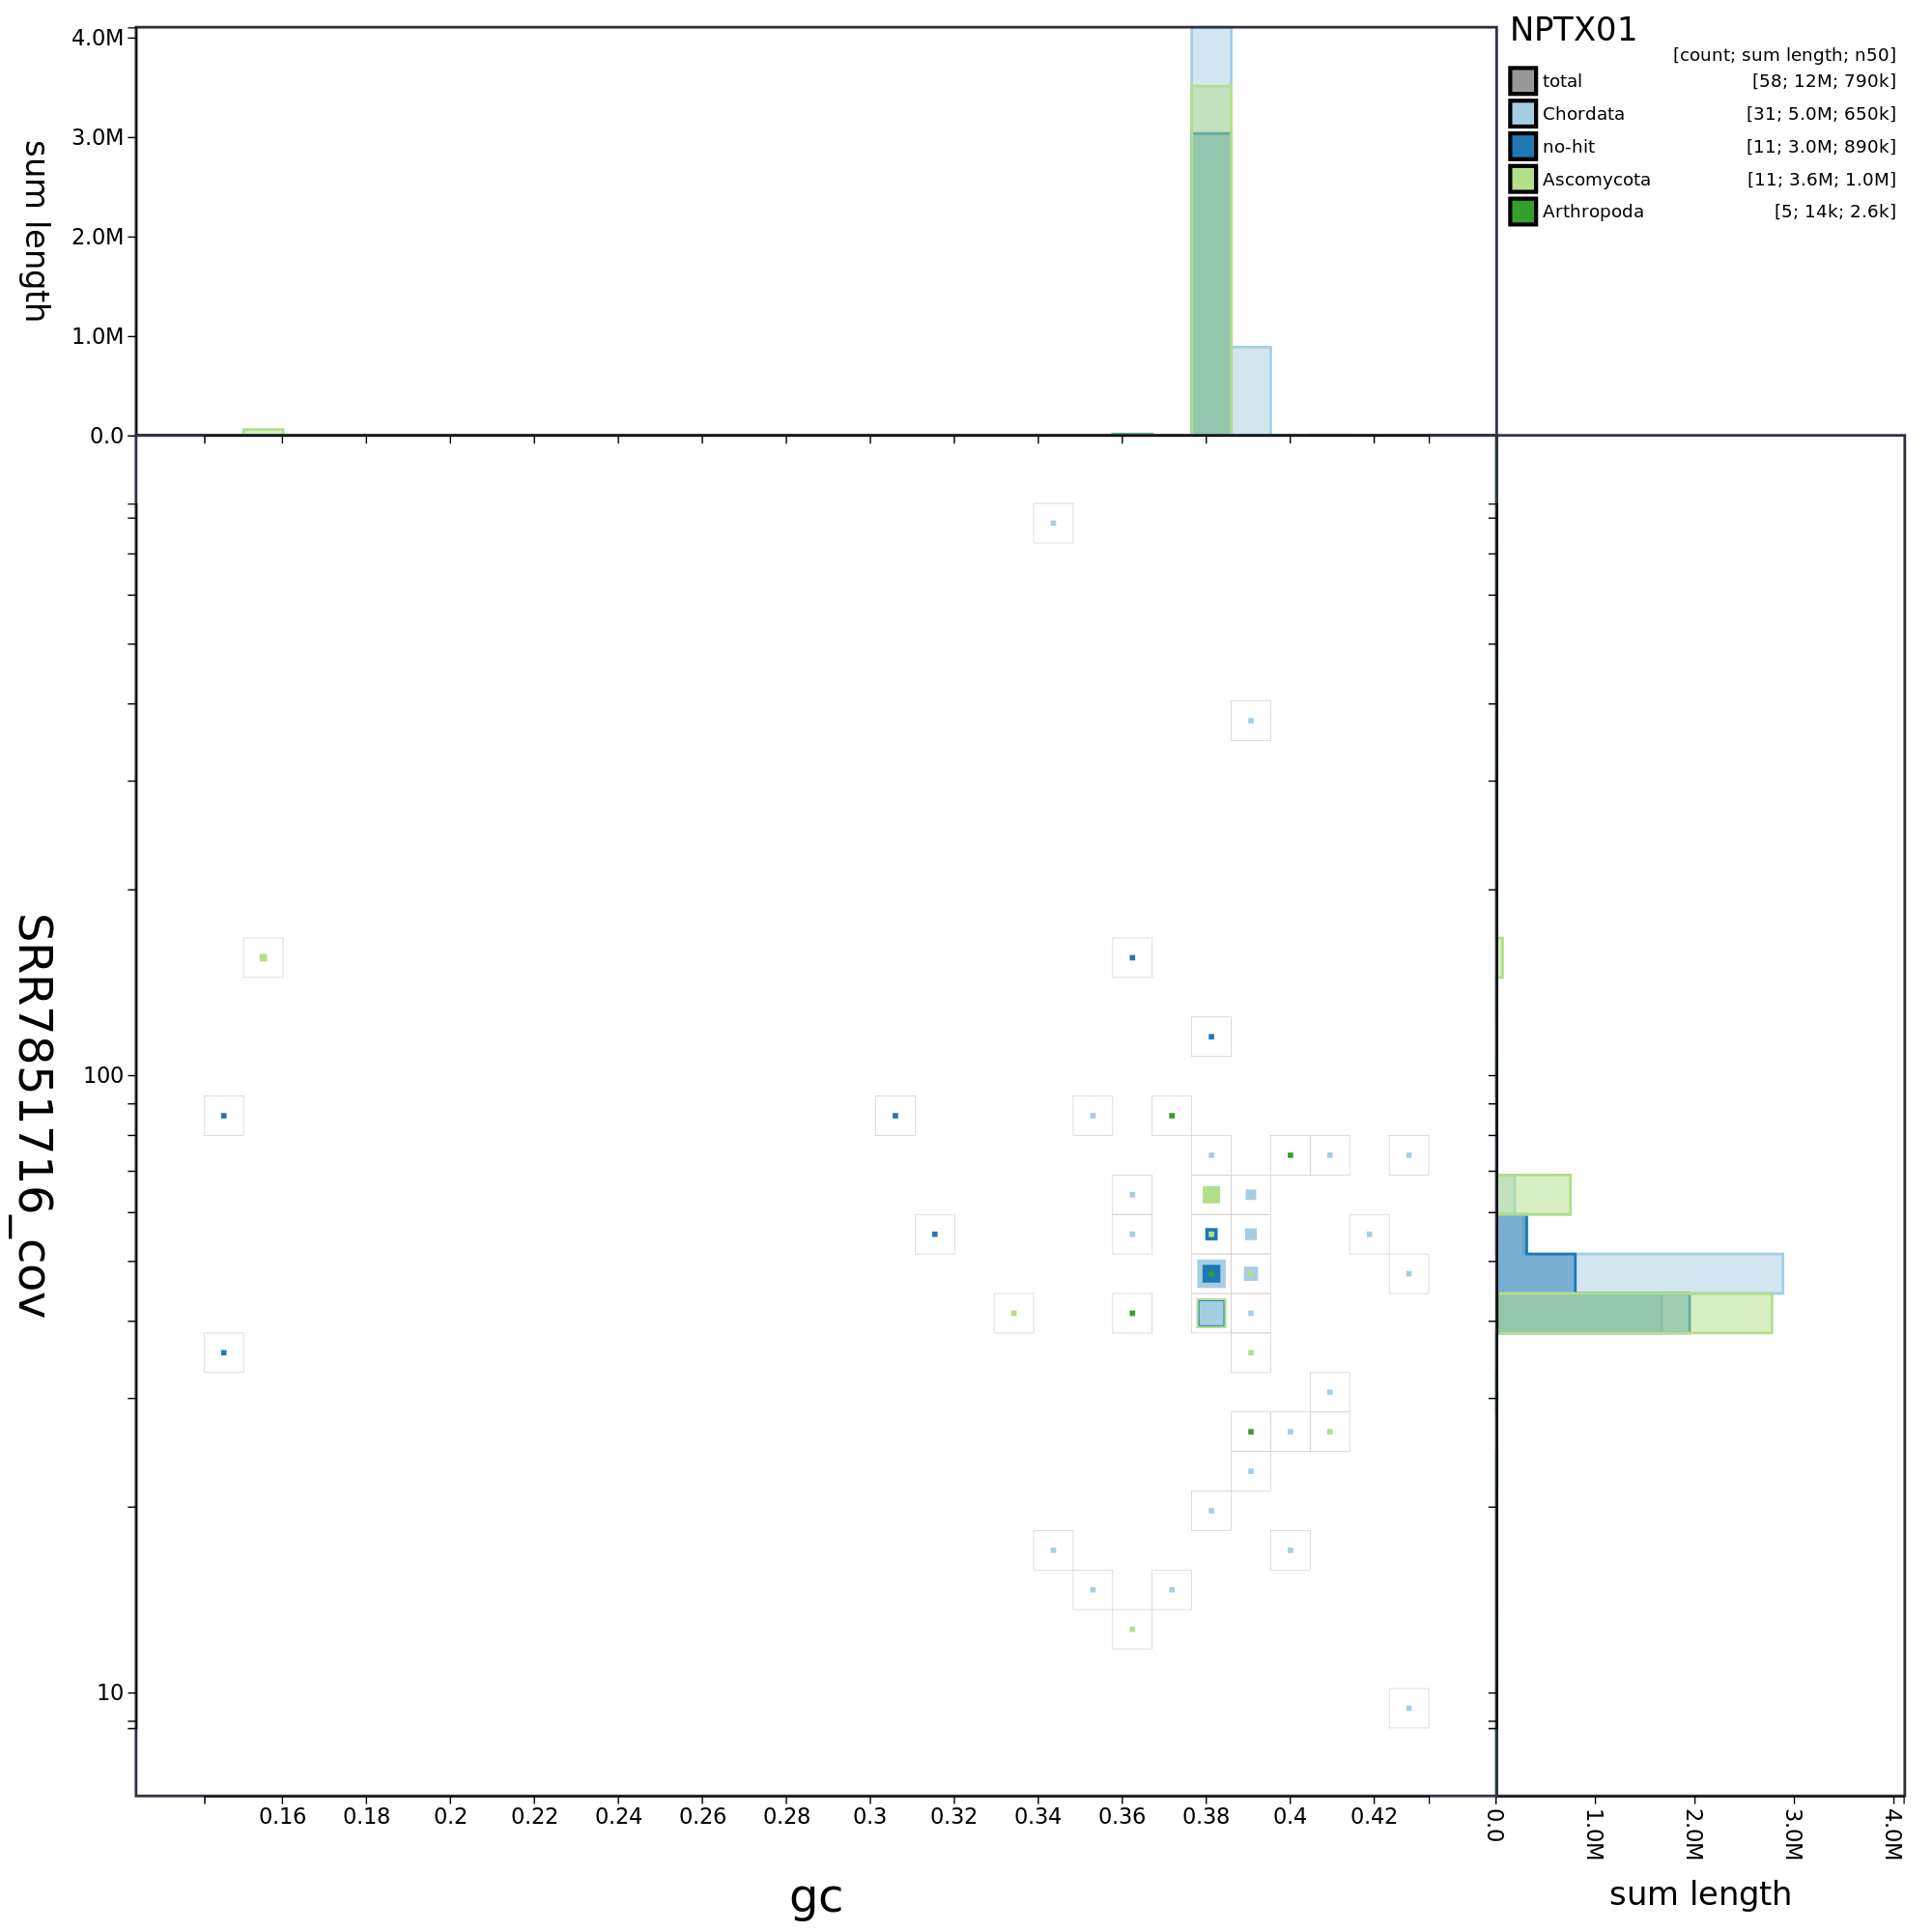 NPTX01
[count; sum length; n50]
total [58; 12M; 790k]
Chordata [31; 5.0M; 650k]
no-hit [11; 3.0M; 890k]
Ascomycota [11; 3.6M; 1.0M]
Arthropoda [5; 14k; 2.6k]
sum length
4.0M
3.0M
2.0M
1.0M
0.0
SRR7851716_cov
100
10
0.16 0.18 0.2 0.22 0.24 0.26 0.28 0.3 0.32 0.34 0.36 0.38 0.4 0.42
gc
0.0 1.0M 2.0M 3.0M 4.0M
sum length